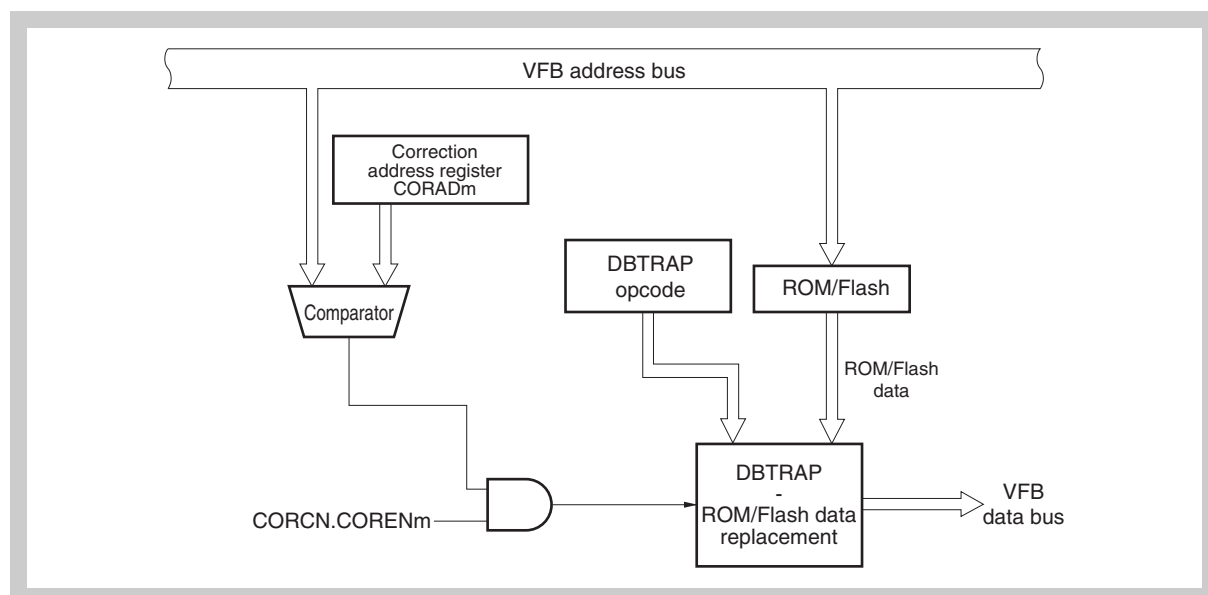 VFB address bus
Correction
address register
CORADm
Comparator
DBTRAP
opcode
ROM/Flash
ROM/Flash
data
CORCN.CORENm
DBTRAP
-
ROM/Flash data
replacement
VFB
data bus